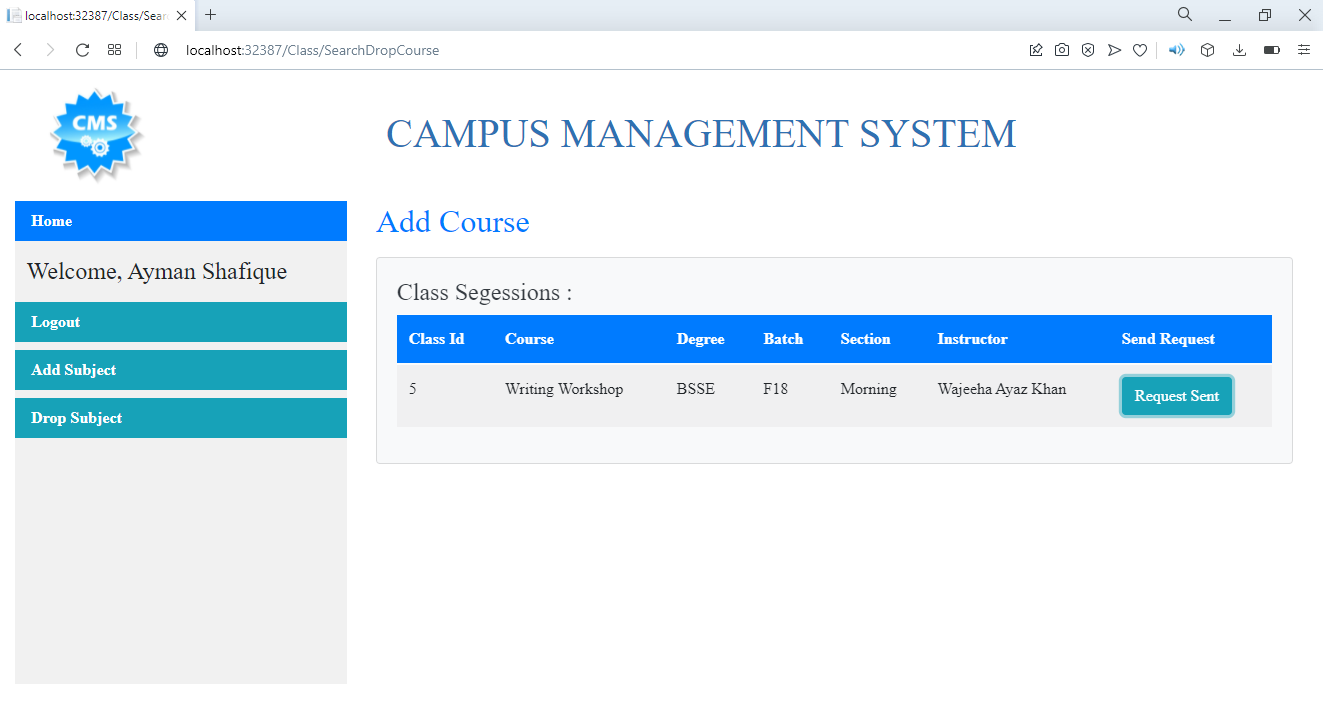 localhost:32387/Class/Sear
localhost:32387/Class/SearchDropCourse
CMS
CAMPUS MANAGEMENT SYSTEM
Home
Welcome, Ayman Shafique
Logout
Add Subject
Drop Subject
Add Course
Class Segessions :
Class Id Course Degree Batch Section Instructor Send Request
5 Writing Workshop BSSE F18 Morning Wajeeha Ayaz Khan Request Sent